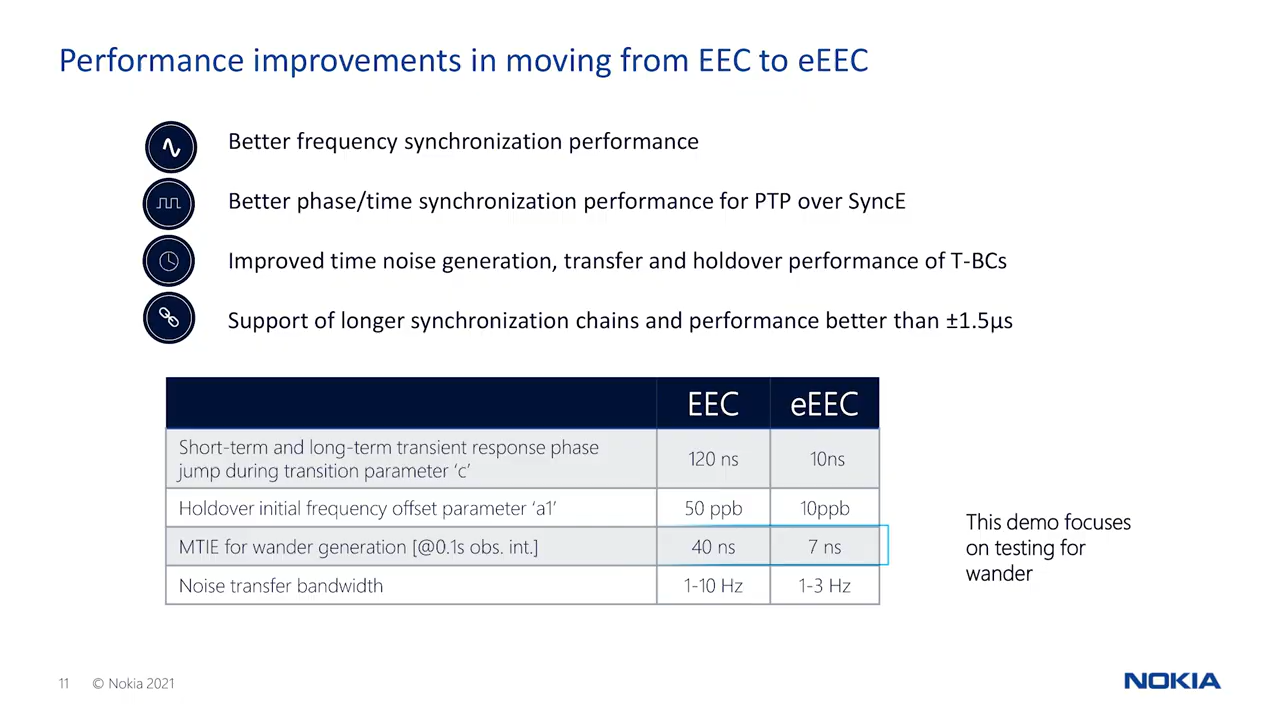 Performance improvements in moving from EEC to eEEC
Better frequency synchronization performance
Better phase/time synchronization performance for PTP over SyncE
Improved time noise generation, transfer and holdover performance of T-BCs
Support of longer synchronization chains and performance better than ±1.5µs
EEC eEEC
Short-term and long-term transient response phase
jump during transition parameter ‘c’ 120 ns 10ns
Holdover initial frequency offset parameter ‘a1’ 50 ppb 10ppb
MTIE for wander generation [@0.1s obs. int.] 40 ns 7 ns
Noise transfer bandwidth 1-10 Hz 1-3 Hz
This demo focuses
on testing for
wander
11 © Nokia 2021
NOKIA